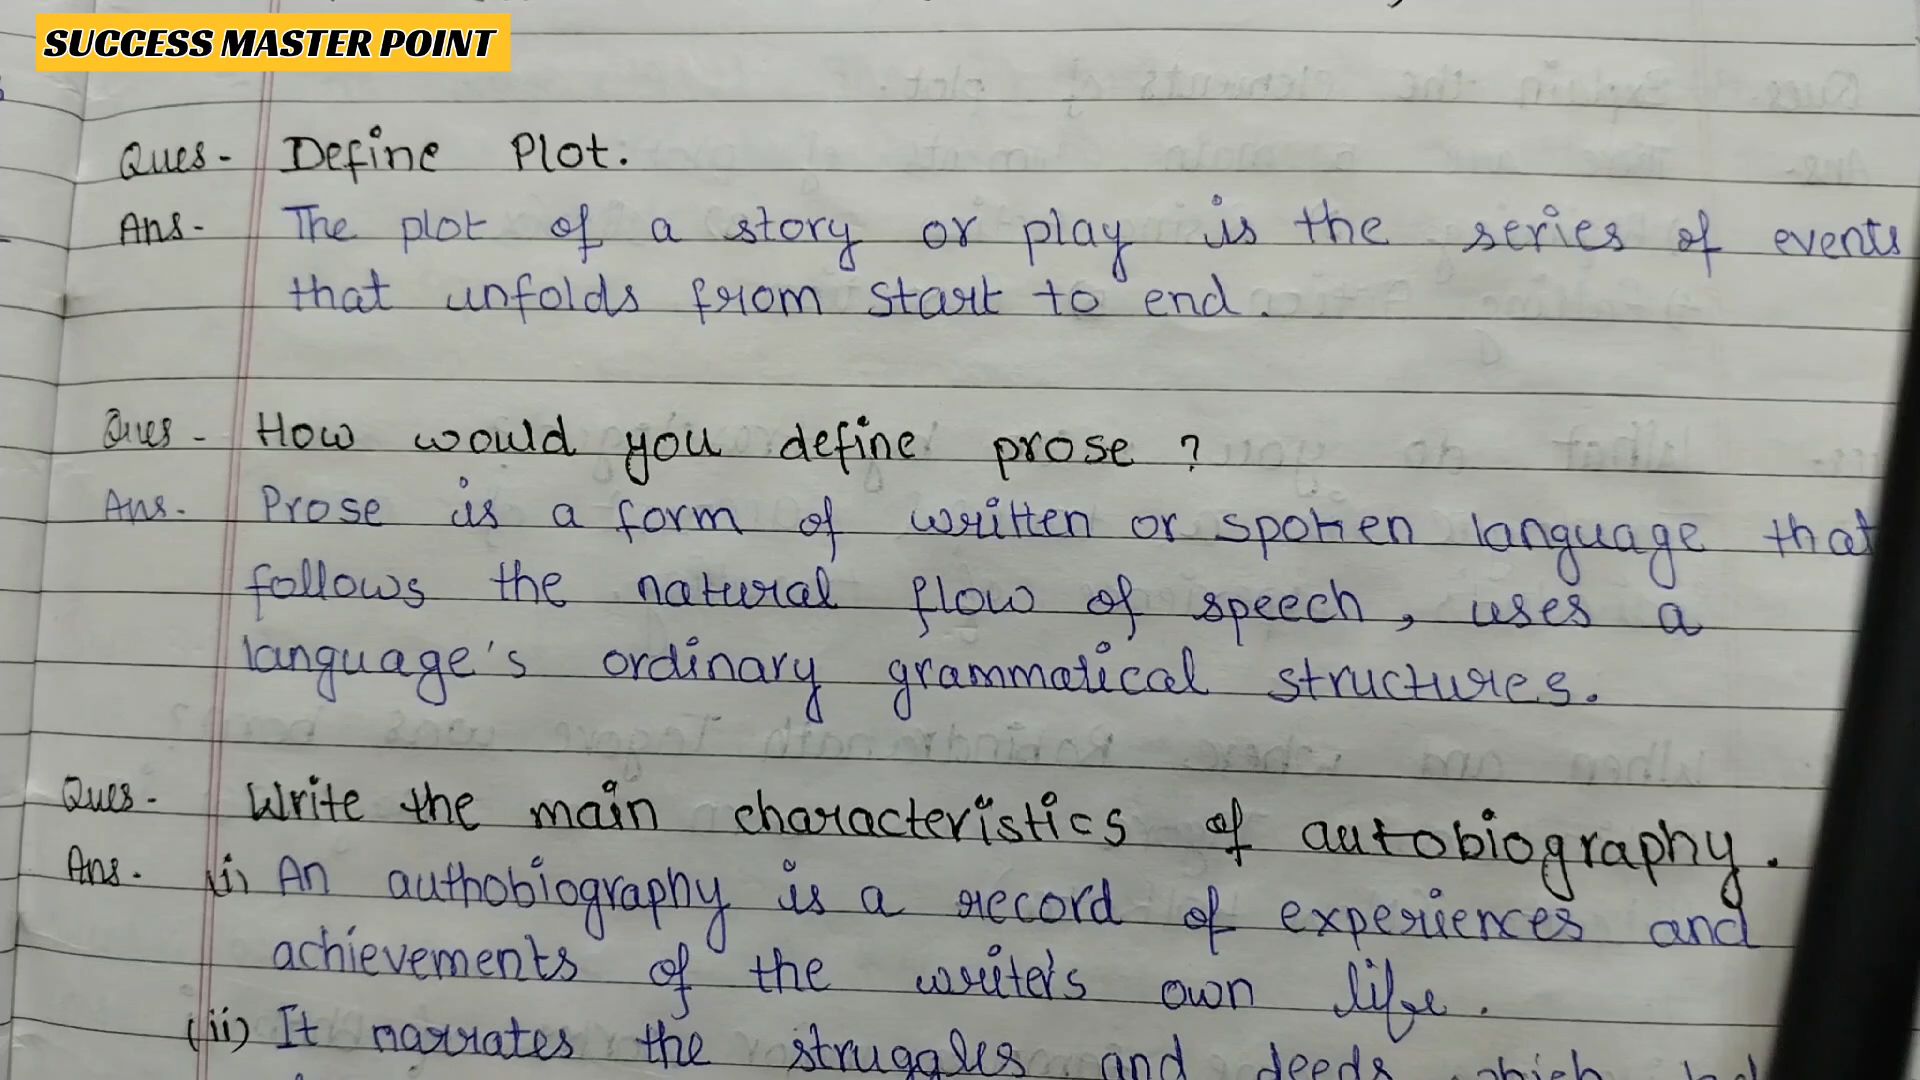 SUCCESS MASTER POINT
Ques- Define Plot.
Ans- The plot of a story or play is the series of events
that unfolds from start to end.
Ques- How would you define prose ?
Ans. Prose is a form of written or spoken language that
follows the natural flow of speech, uses a
language's ordinary grammatical structures.
Ques- Write the main characteristics of autobiography.
Ans. (i) An authobiography is a record of experiences and
achievements of the writer's own life.
(ii) It narrates the struggles and deeds which